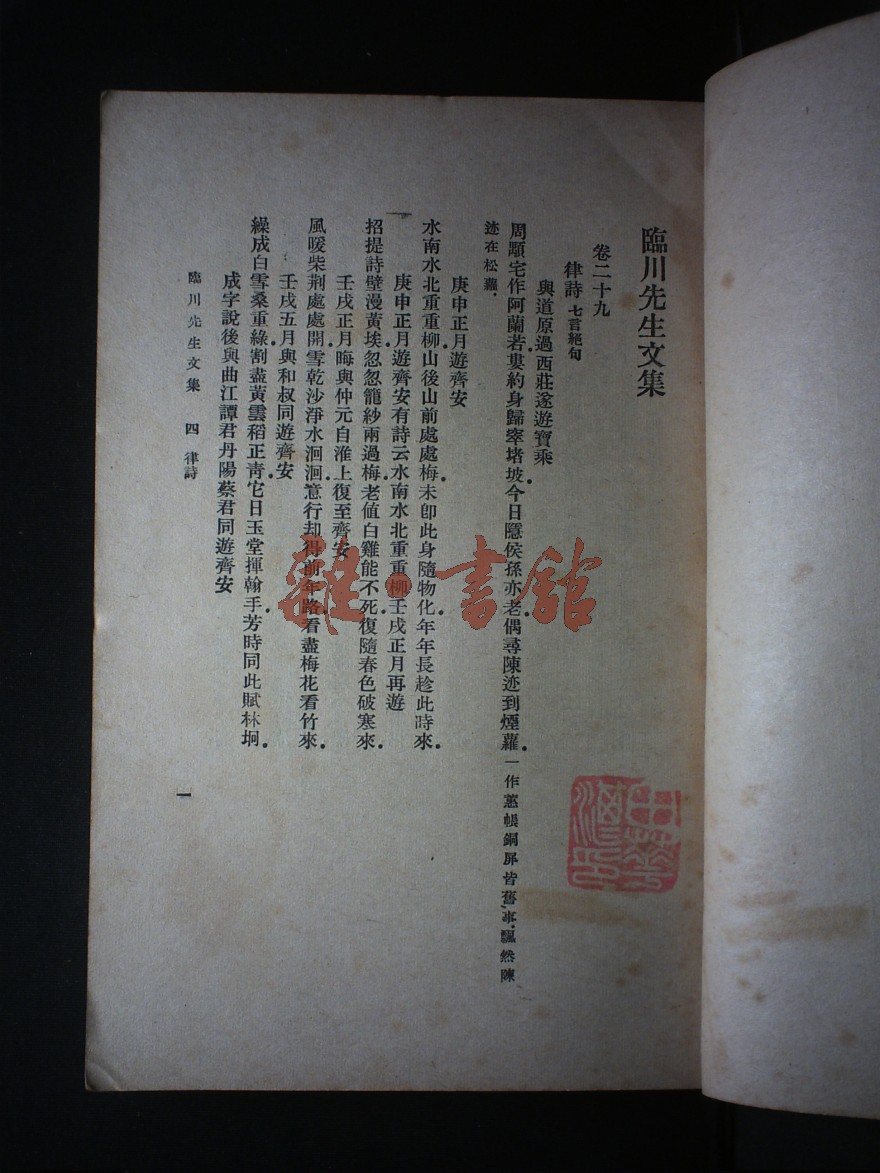 臨川先生文集
卷二十九
律詩 七言絕句
與道原過西莊遂遊寶乘
周顒宅作阿蘭若.婁約身歸窣堵坡.今日隱侯孫亦老.偶尋陳迹到煙蘿.一作蕙帳銅屏皆舊事.飄然陳
迹在松蘿.
庚申正月遊齊安
水南水北重重柳.山後山前處處梅.未卽此身隨物化.年年長趁此時來.
庚申正月遊齊安有詩云水南水北重重柳壬戌正月再遊
招提詩壁漫黃埃.忽忽籠紗兩過梅.老値白雞能不死.復隨春色破寒來.
壬戌正月晦與仲元自淮上復至齊安
風暖柴荆處處開.雪乾沙淨水洄洄.意行却得前年路.看盡梅花看竹來.
壬戌五月與和叔同遊齊安
繰成白雪桑重綠.割盡黃雲稻正靑.它日玉堂揮翰手.芳時同此賦林坰.
成字說後與曲江譚君丹陽蔡君同遊齊安
臨川先生文集 四 律詩
一
雜·書館